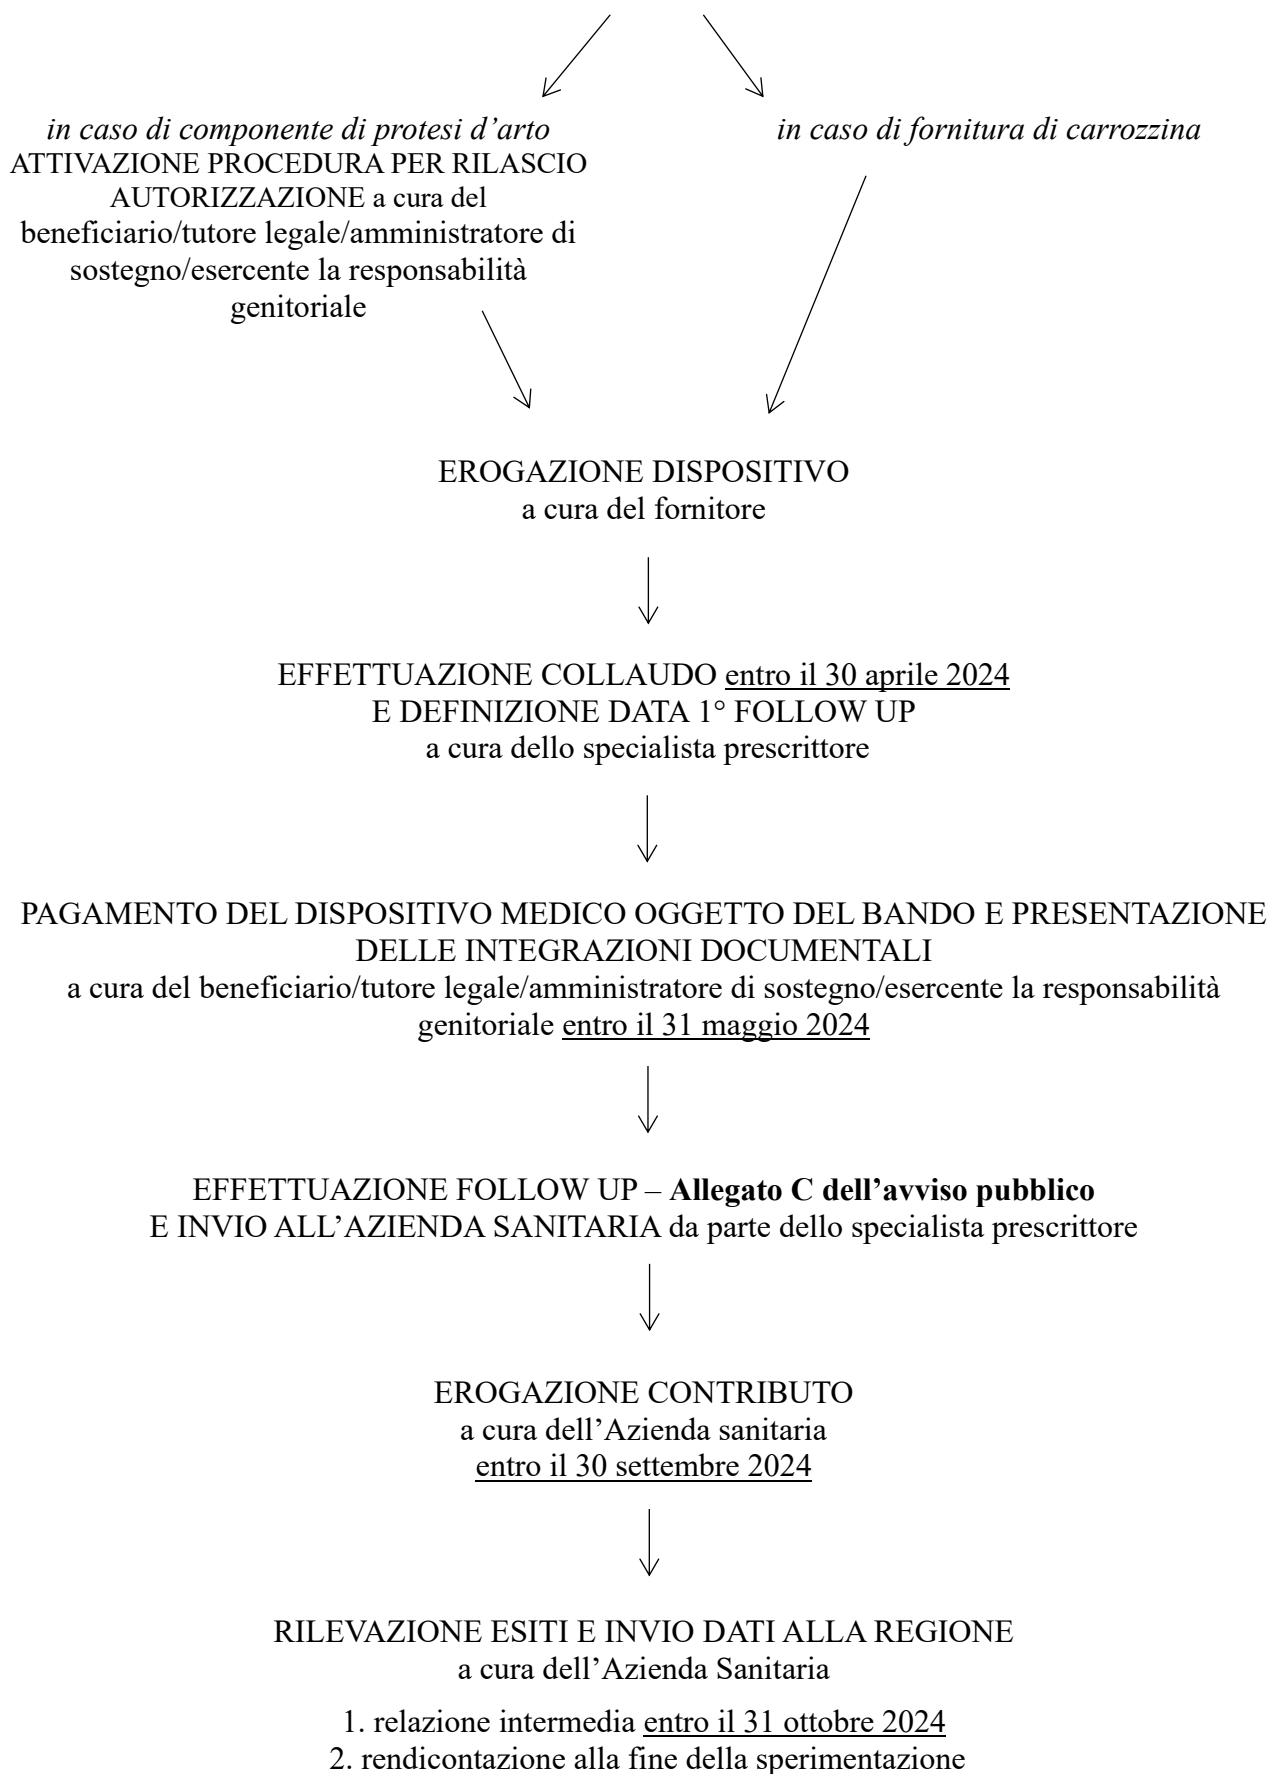 in caso di componente di protesi d’arto
ATTIVAZIONE PROCEDURA PER RILASCIO
AUTORIZZAZIONE a cura del
beneficiario/tutore legale/amministratore di
sostegno/esercente la responsabilità
genitoriale
in caso di fornitura di carrozzina
EROGAZIONE DISPOSITIVO
a cura del fornitore
EFFETTUAZIONE COLLAUDO entro il 30 aprile 2024
E DEFINIZIONE DATA 1° FOLLOW UP
a cura dello specialista prescrittore
PAGAMENTO DEL DISPOSITIVO MEDICO OGGETTO DEL BANDO E PRESENTAZIONE
DELLE INTEGRAZIONI DOCUMENTALI
a cura del beneficiario/tutore legale/amministratore di sostegno/esercente la responsabilità
genitoriale entro il 31 maggio 2024
EFFETTUAZIONE FOLLOW UP – Allegato C dell’avviso pubblico
E INVIO ALL’AZIENDA SANITARIA da parte dello specialista prescrittore
EROGAZIONE CONTRIBUTO
a cura dell’Azienda sanitaria
entro il 30 settembre 2024
RILEVAZIONE ESITI E INVIO DATI ALLA REGIONE
a cura dell’Azienda Sanitaria
1. relazione intermedia entro il 31 ottobre 2024
2. rendicontazione alla fine della sperimentazione